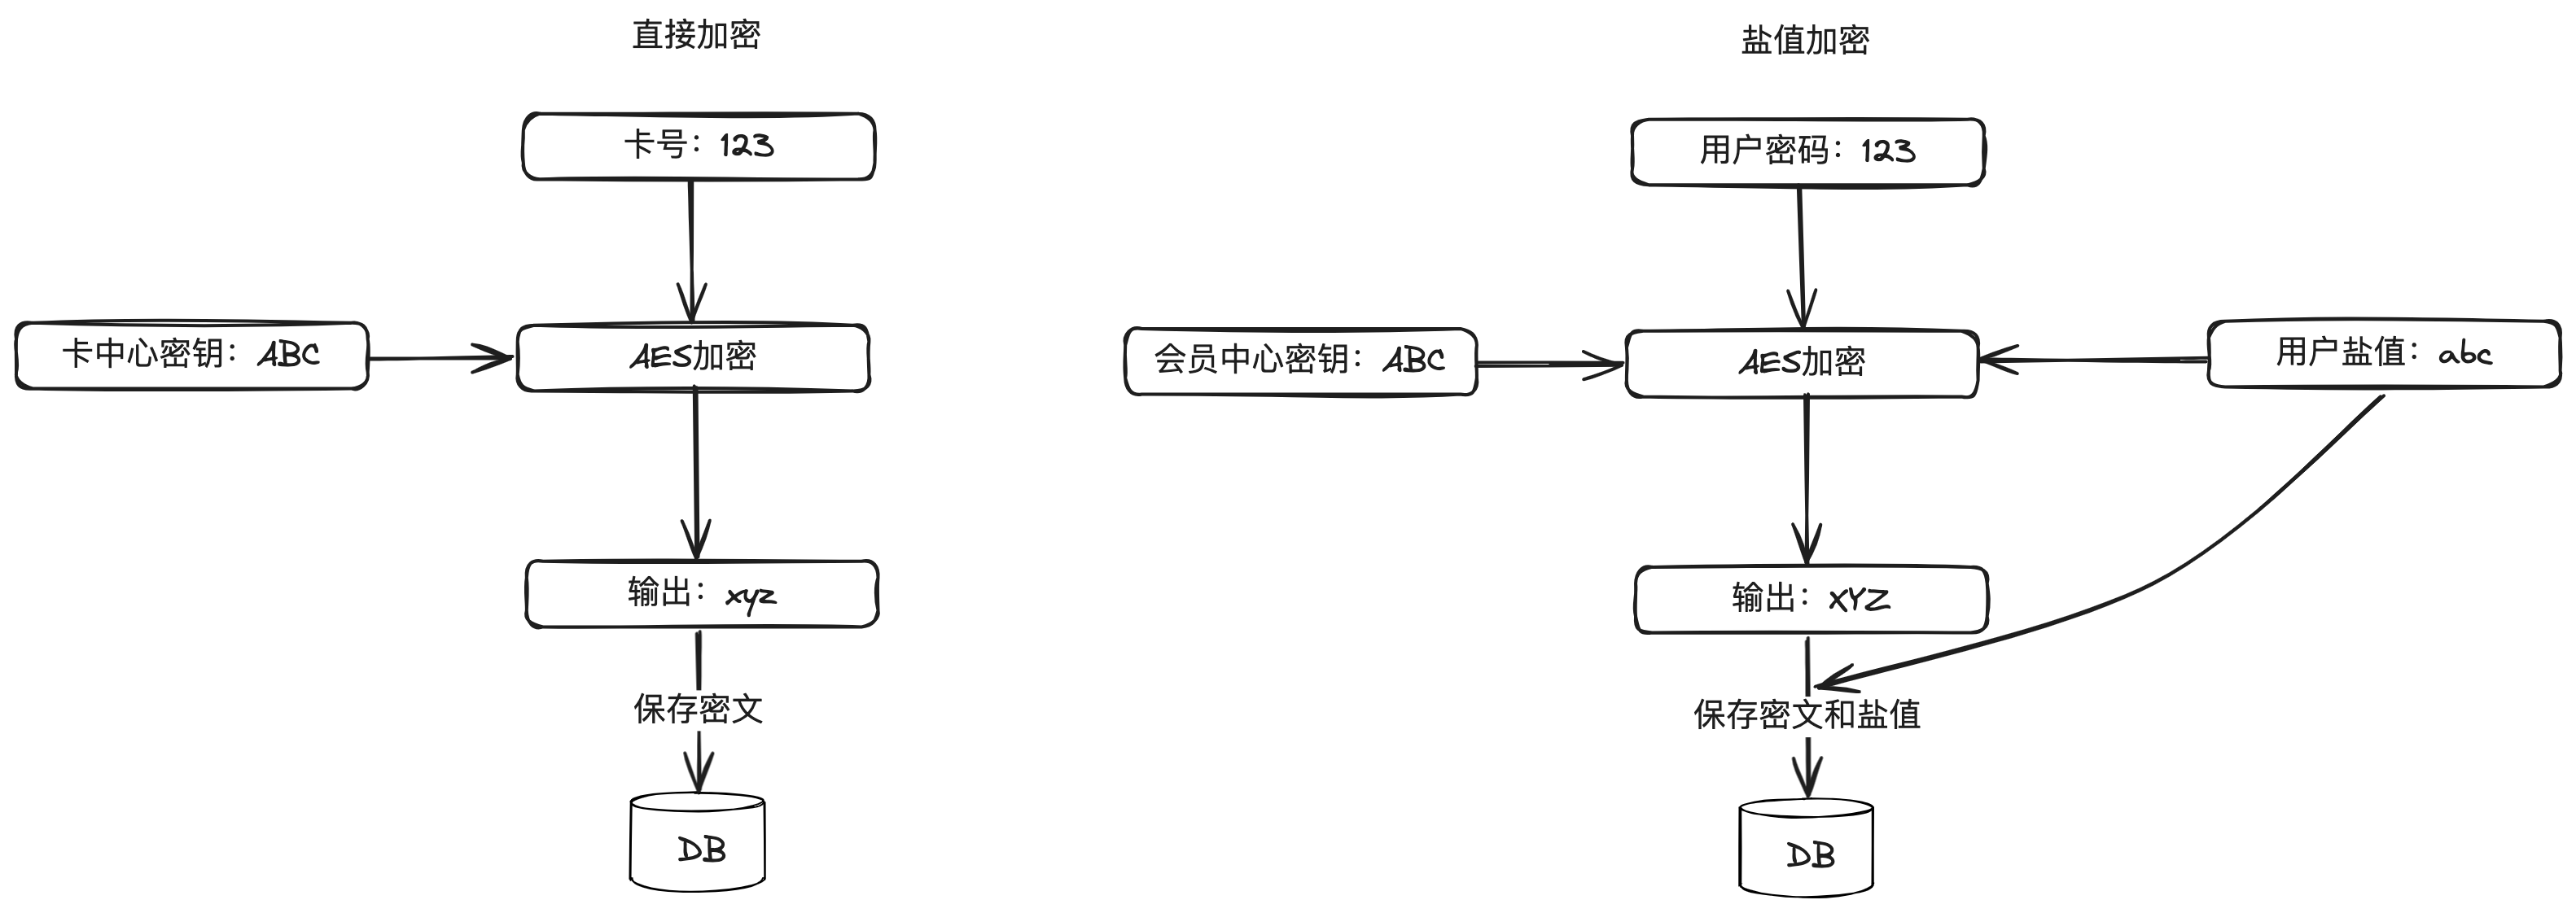 直接加密
卡号：123
卡中心密钥：ABC
AES加密
输出：xyz
保存密文
DB
盐值加密
用户密码：123
会员中心密钥：ABC
AES加密
用户盐值：abc
输出：XYZ
保存密文和盐值
DB